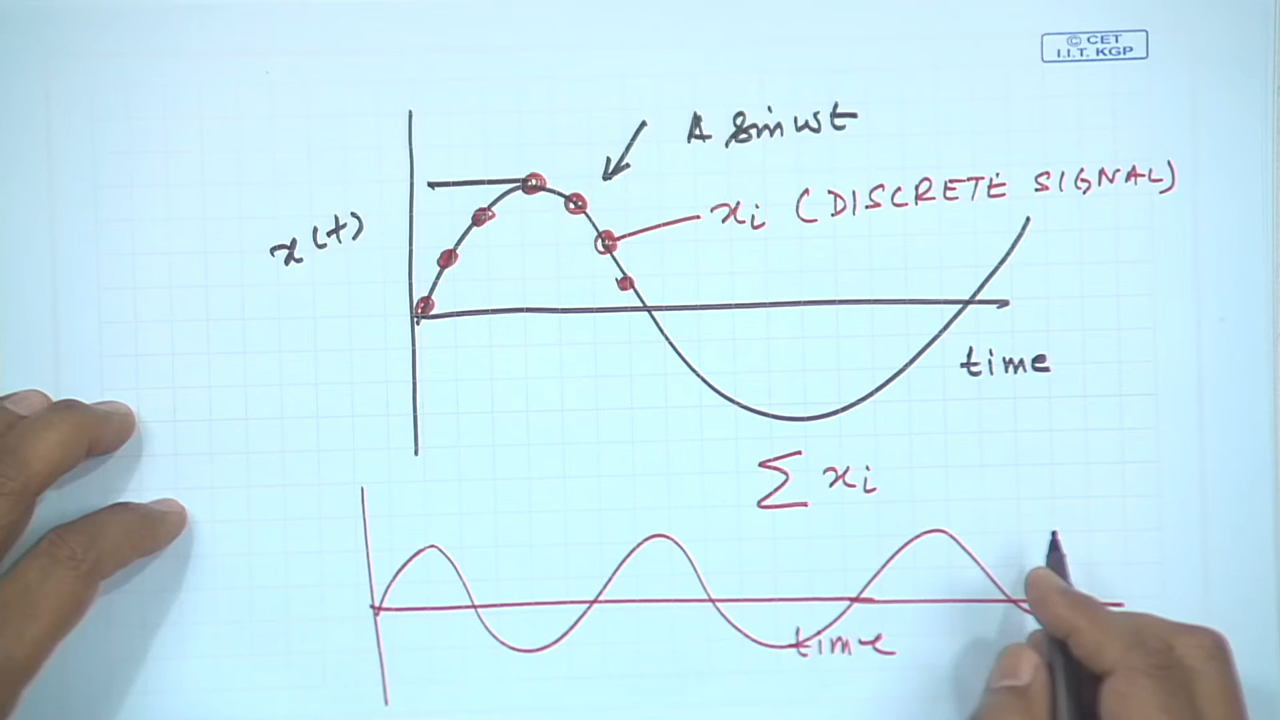 © CET
I.I.T. KGP
A sin ωt
x(t)
xᵢ (DISCRETE SIGNAL)
time
∑ xᵢ
time